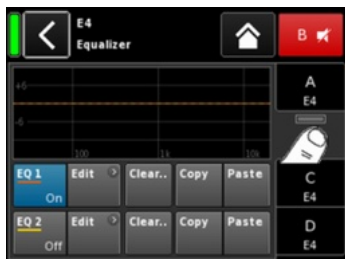 E4
Equalizer
B
+6
-6
100 1k 10k
A
E4
C
E4
D
E4
EQ 1 Edit Clear.. Copy Paste
On
EQ 2 Edit Clear.. Copy Paste
Off